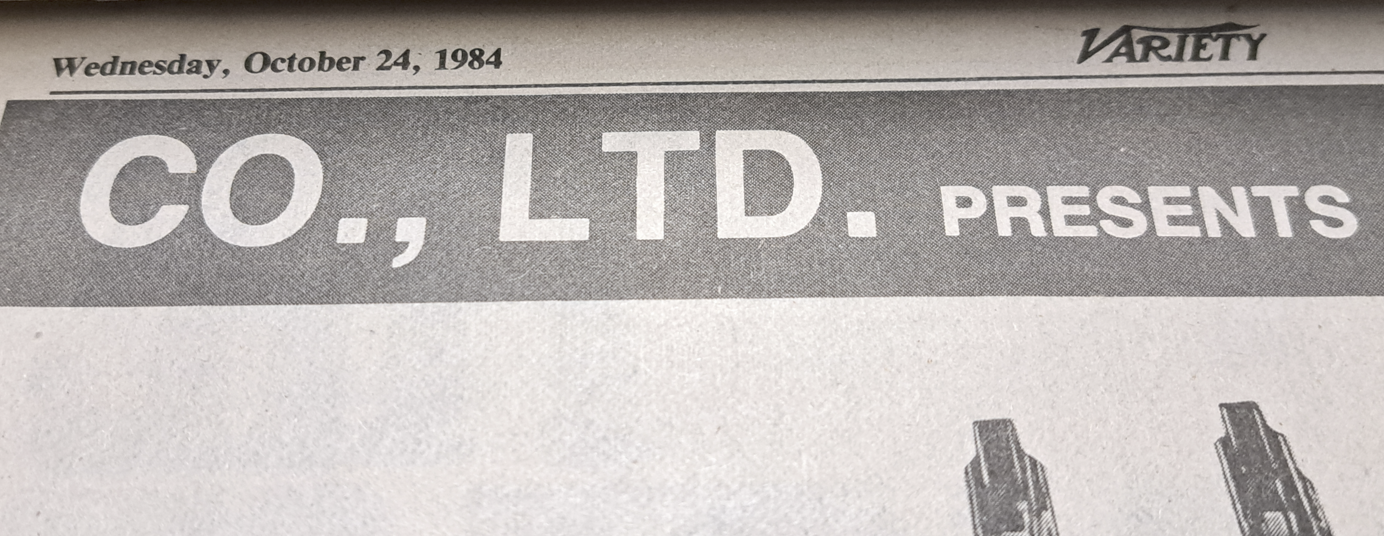 Wednesday, October 24, 1984 VARIETY
CO., LTD. PRESENTS